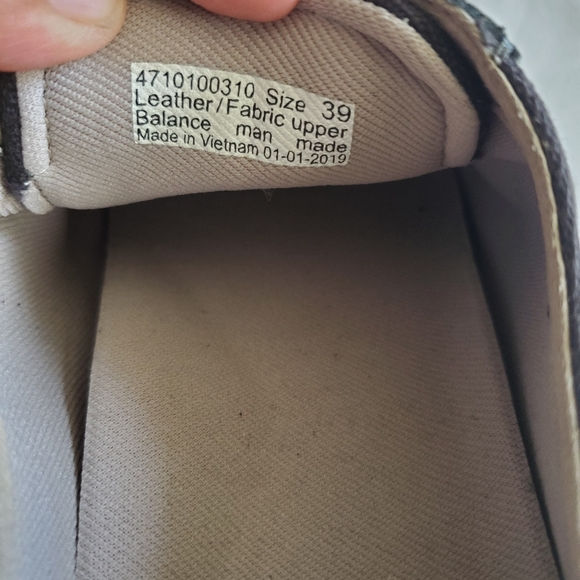 4710100310 Size 39
Leather/Fabric upper
Balance man made
Made in Vietnam 01-01-2019